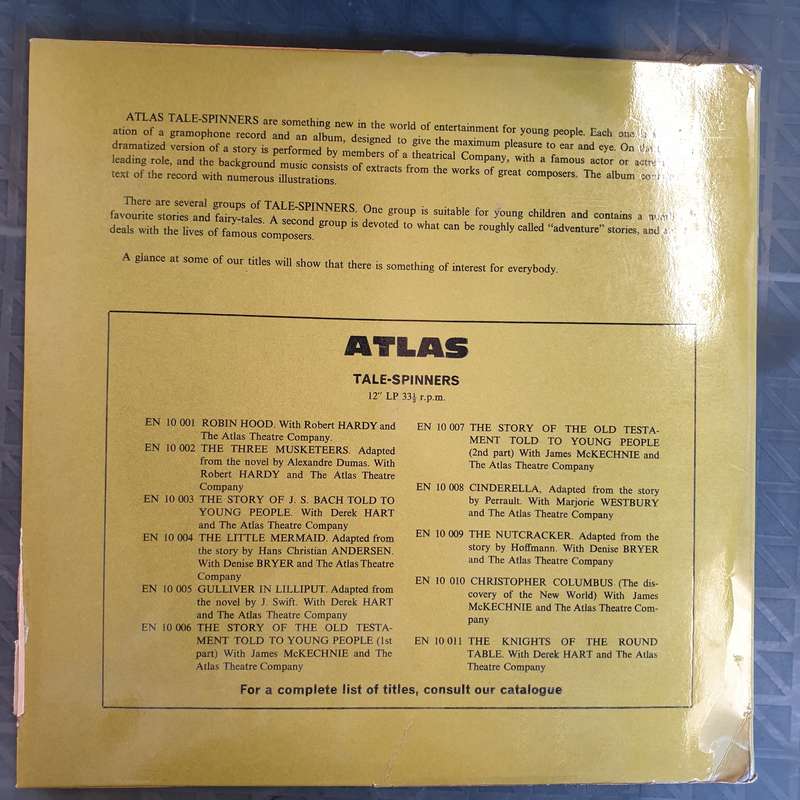 ATLAS TALE-SPINNERS are something new in the world of entertainment for young people. Each one is
ation of a gramophone record and an album, designed to give the maximum pleasure to ear and eye. On
dramatized version of a story is performed by members of a theatrical Company, with a famous actor or
leading role, and the background music consists of extracts from the works of great composers. The album
text of the record with numerous illustrations.
There are several groups of TALE-SPINNERS. One group is suitable for young children and contains a
favourite stories and fairy-tales. A second group is devoted to what can be roughly called "adventure" stories, and
deals with the lives of famous composers.
A glance at some of our titles will show that there is something of interest for everybody.
ATLAS
TALE-SPINNERS
12" LP 33⅓ r.p.m.
EN 10 001 ROBIN HOOD. With Robert HARDY and
The Atlas Theatre Company.
EN 10 002 THE THREE MUSKETEERS. Adapted
from the novel by Alexandre Dumas. With
Robert HARDY and The Atlas Theatre
Company
EN 10 003 THE STORY OF J. S. BACH TOLD TO
YOUNG PEOPLE. With Derek HART
and The Atlas Theatre Company
EN 10 004 THE LITTLE MERMAID. Adapted from
the story by Hans Christian ANDERSEN.
With Denise BRYER and The Atlas Theatre
Company
EN 10 005 GULLIVER IN LILLIPUT. Adapted from
the novel by J. Swift. With Derek HART
and The Atlas Theatre Company
EN 10 006 THE STORY OF THE OLD TESTA-
MENT TOLD TO YOUNG PEOPLE (1st
part) With James McKECHNIE and The
Atlas Theatre Company
EN 10 007 THE STORY OF THE OLD TESTA-
MENT TOLD TO YOUNG PEOPLE
(2nd part) With James McKECHNIE and
The Atlas Theatre Company
EN 10 008 CINDERELLA. Adapted from the story
by Perrault. With Marjorie WESTBURY
and The Atlas Theatre Company
EN 10 009 THE NUTCRACKER. Adapted from the
story by Hoffmann. With Denise BRYER
and The Atlas Theatre Company
EN 10 010 CHRISTOPHER COLUMBUS (The dis-
covery of the New World) With James
McKECHNIE and The Atlas Theatre Com-
pany
EN 10 011 THE KNIGHTS OF THE ROUND
TABLE. With Derek HART and The Atlas
Theatre Company
For a complete list of titles, consult our catalogue